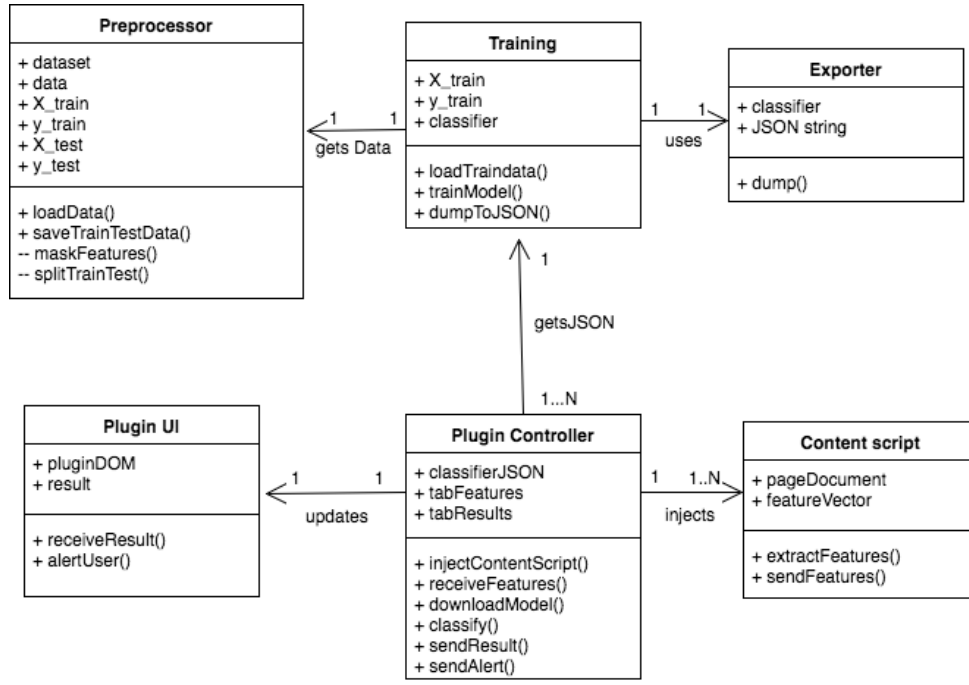 Preprocessor
+ dataset
+ data
+ X_train
+ y_train
+ X_test
+ y_test
+ loadData()
+ saveTrainTestData()
-- maskFeatures()
-- splitTrainTest()
1
1
gets Data
Training
+ X_train
+ y_train
+ classifier
+ loadTraindata()
+ trainModel()
+ dumpToJSON()
1
1
uses
Exporter
+ classifier
+ JSON string
+ dump()
1
getsJSON
1...N
Plugin UI
+ pluginDOM
+ result
+ receiveResult()
+ alertUser()
1
1
updates
Plugin Controller
+ classifierJSON
+ tabFeatures
+ tabResults
+ injectContentScript()
+ receiveFeatures()
+ downloadModel()
+ classify()
+ sendResult()
+ sendAlert()
1
1..N
injects
Content script
+ pageDocument
+ featureVector
+ extractFeatures()
+ sendFeatures()